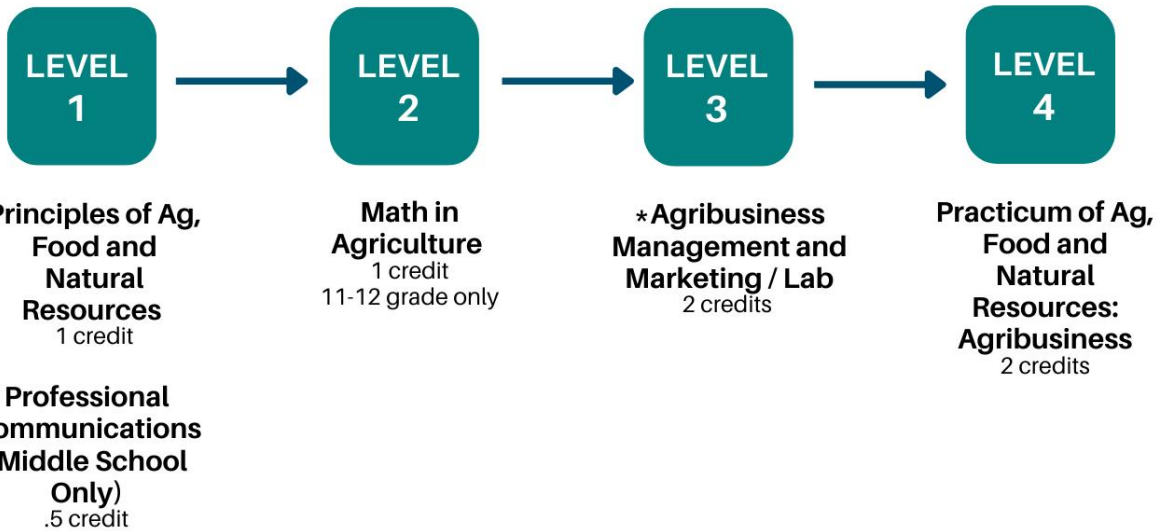 LEVEL
1
LEVEL
2
LEVEL
3
LEVEL
4
Principles of Ag,
Food and
Natural
Resources
1 credit
Professional
ommunications
Middle School
Only)
.5 credit
Math in
Agriculture
1 credit
11-12 grade only
*Agribusiness
Management and
Marketing / Lab
2 credits
Practicum of Ag,
Food and
Natural
Resources:
Agribusiness
2 credits